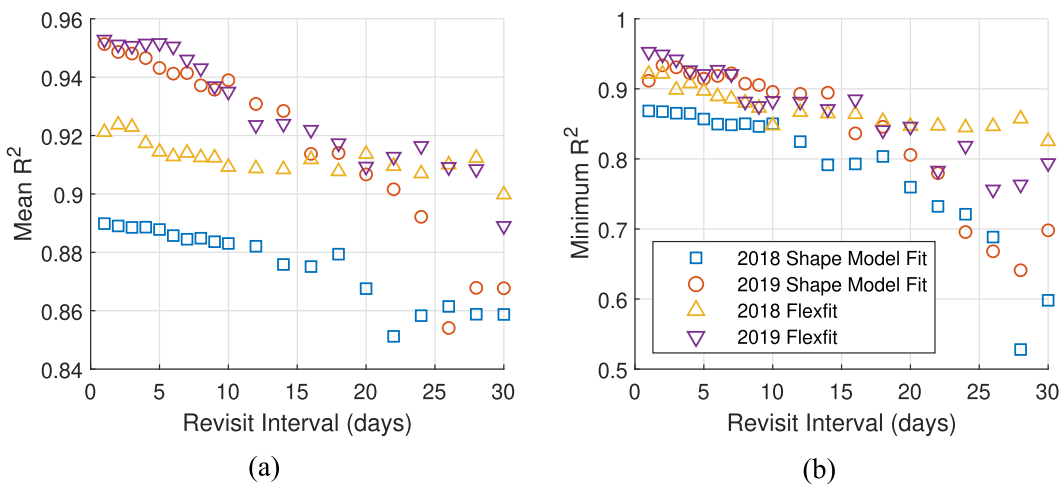 0.96
0.94
0.92
0.9
0.88
0.86
0.84
Mean R²
0 5 10 15 20 25 30
Revisit Interval (days)
(a)
1
0.9
0.8
0.7
0.6
0.5
Minimum R²
2018 Shape Model Fit
2019 Shape Model Fit
2018 Flexfit
2019 Flexfit
0 5 10 15 20 25 30
Revisit Interval (days)
(b)